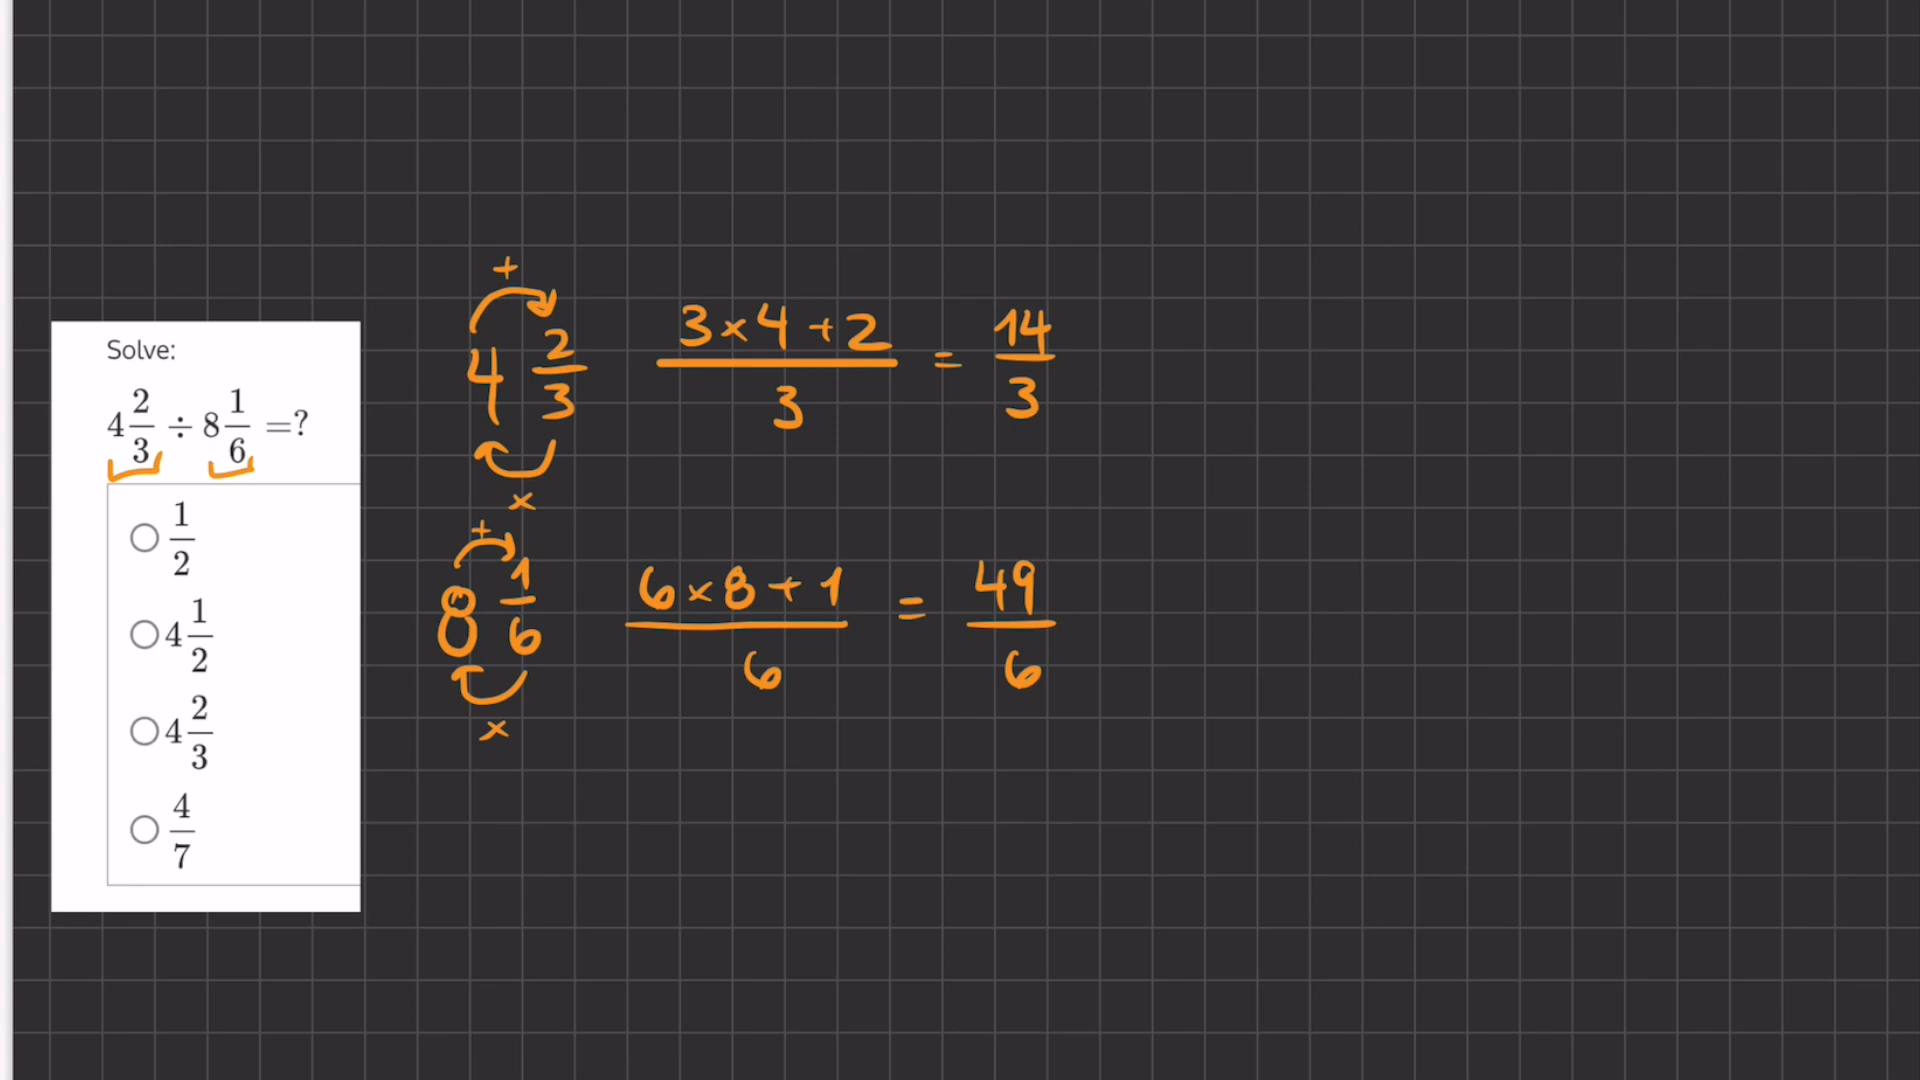 Solve:
4 2/3 ÷ 8 1/6 =?
1/2
4 1/2
4 2/3
4/7
+
4 2/3
x
3 x 4 + 2 / 3 = 14/3
+
8 1/6
x
6 x 8 + 1 / 6 = 49/6